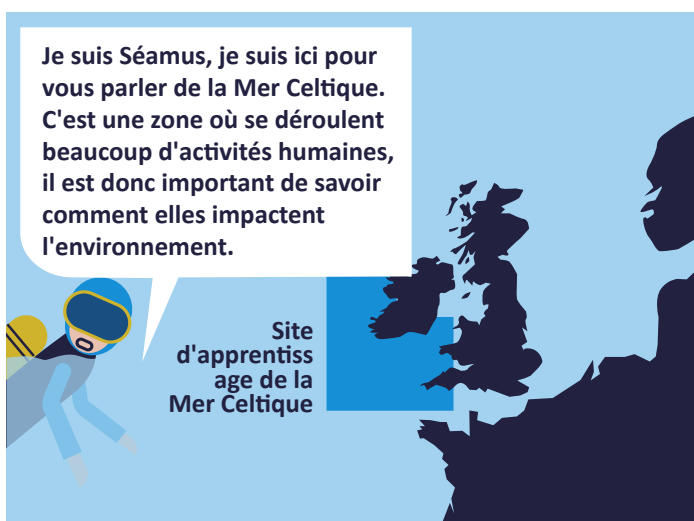 Je suis Séamus, je suis ici pour
vous parler de la Mer Celtique.
C'est une zone où se déroulent
beaucoup d'activités humaines,
il est donc important de savoir
comment elles impactent
l'environnement.
Site
d'apprentiss
age de la
Mer Celtique